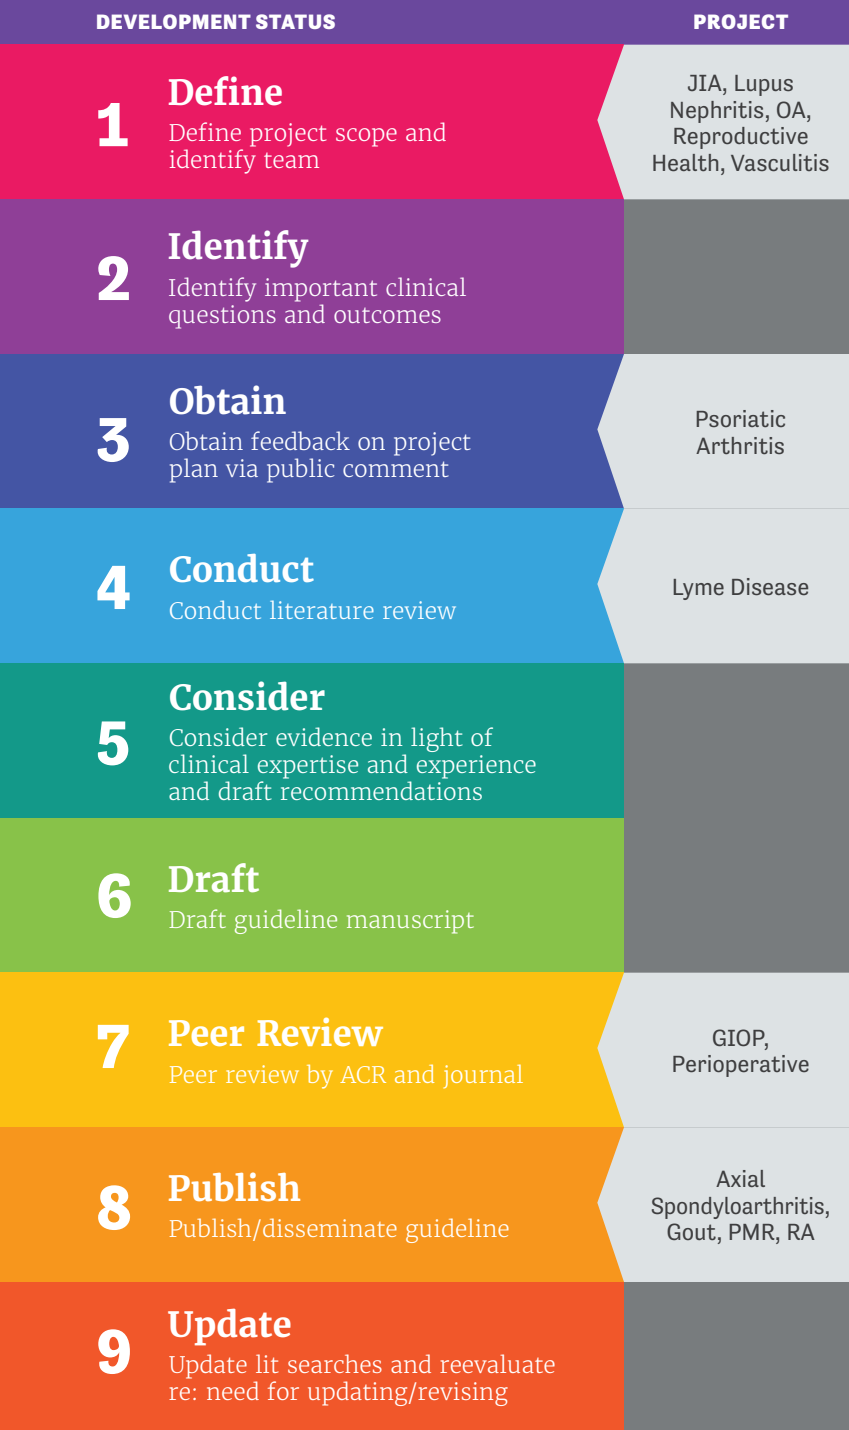 DEVELOPMENT STATUS
PROJECT
1
Define
Define project scope and
identify team
JIA, Lupus
Nephritis, OA,
Reproductive
Health, Vasculitis
2
Identify
Identify important clinical
questions and outcomes
3
Obtain
Obtain feedback on project
plan via public comment
Psoriatic
Arthritis
4
Conduct
Conduct literature review
Lyme Disease
5
Consider
Consider evidence in light of
clinical expertise and experience
and draft recommendations
6
Draft
Draft guideline manuscript
7
Peer Review
Peer review by ACR and journal
GIOP,
Perioperative
8
Publish
Publish/disseminate guideline
Axial
Spondyloarthritis,
Gout, PMR, RA
9
Update
Update lit searches and reevaluate
re: need for updating/revising